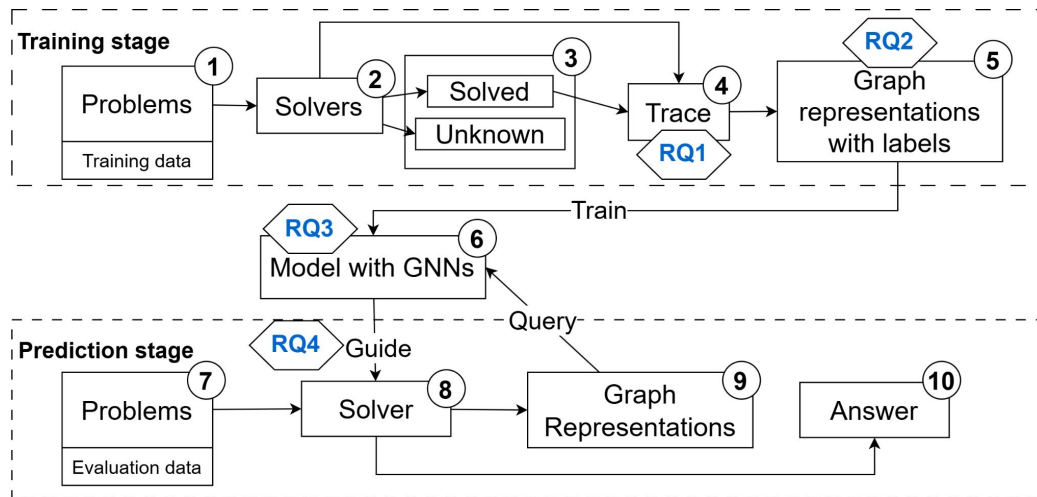 Training stage
1
Problems
Training data
2
Solvers
3
Solved
Unknown
4
Trace
RQ1
RQ2
5
Graph
representations
with labels
Train
RQ3
6
Model with GNNs
Query
Prediction stage
RQ4
Guide
7
Problems
Evaluation data
8
Solver
9
Graph
Representations
10
Answer